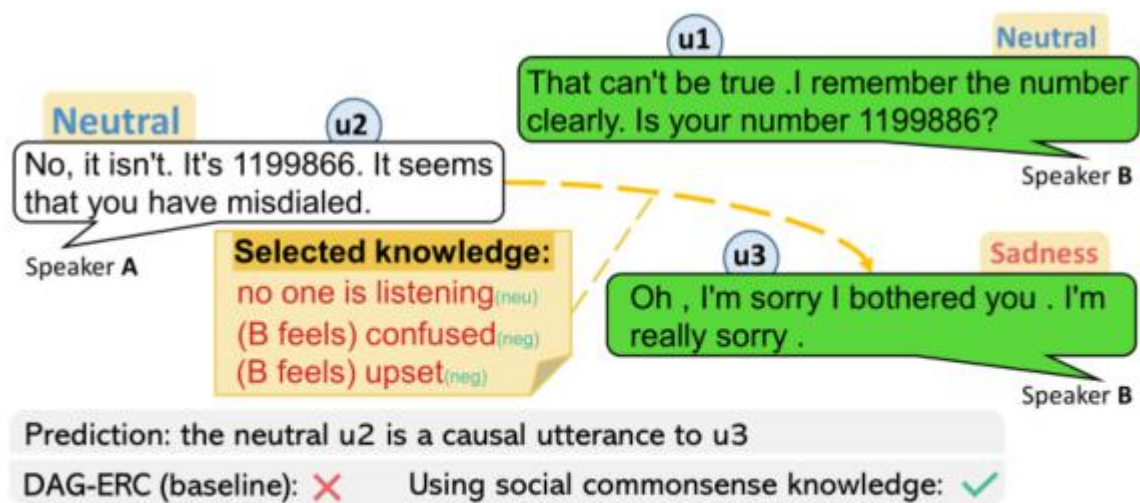 u1
Neutral
That can't be true .I remember the number
clearly. Is your number 1199886?
Speaker B
Neutral
u2
No, it isn't. It's 1199866. It seems
that you have misdialed.
Speaker A
Selected knowledge:
no one is listening(neu)
(B feels) confused(neg)
(B feels) upset(neg)
u3
Sadness
Oh , I'm sorry I bothered you . I'm
really sorry .
Speaker B
Prediction: the neutral u2 is a causal utterance to u3
DAG-ERC (baseline): ✗ Using social commonsense knowledge: ✓